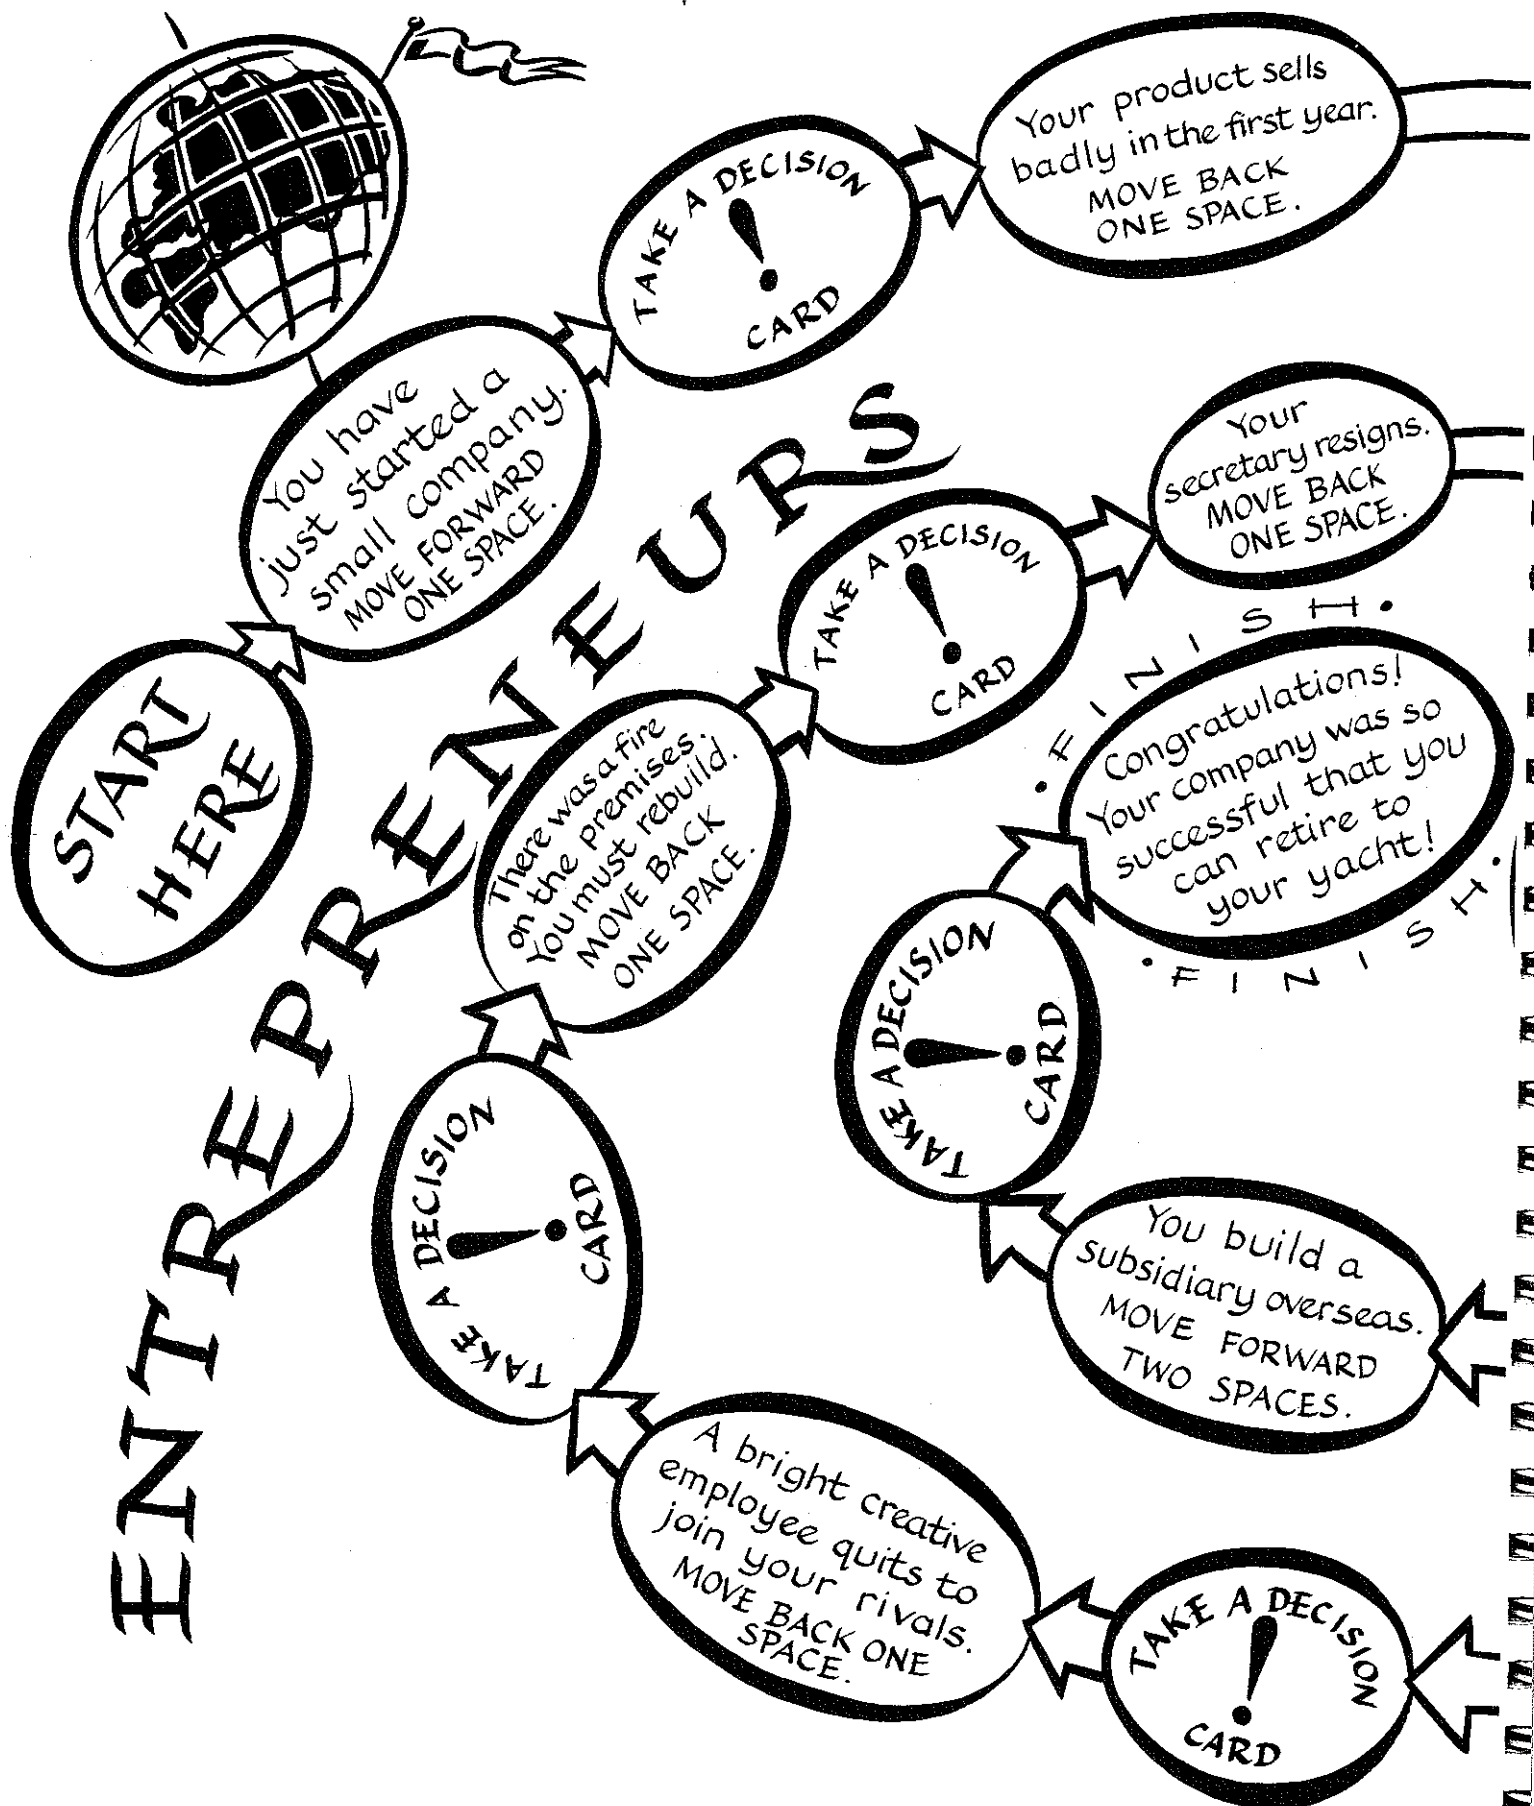 ENTREPRENEURS
START
HERE
You have
just started a
small company.
MOVE FORWARD
ONE SPACE.
TAKE A DECISION
CARD
Your product sells
badly in the first year.
MOVE BACK
ONE SPACE.
TAKE A DECISION
CARD
A bright creative
employee quits to
join your rivals.
MOVE BACK ONE
SPACE.
TAKE A DECISION
CARD
There was a fire
on the premises.
You must rebuild.
MOVE BACK
ONE SPACE.
TAKE A DECISION
CARD
Your
secretary resigns.
MOVE BACK
ONE SPACE.
You build a
subsidiary overseas.
MOVE FORWARD
TWO SPACES.
TAKE A DECISION
CARD
• FINISH •
Congratulations!
Your company was so
successful that you
can retire to
your yacht!
• FINISH •